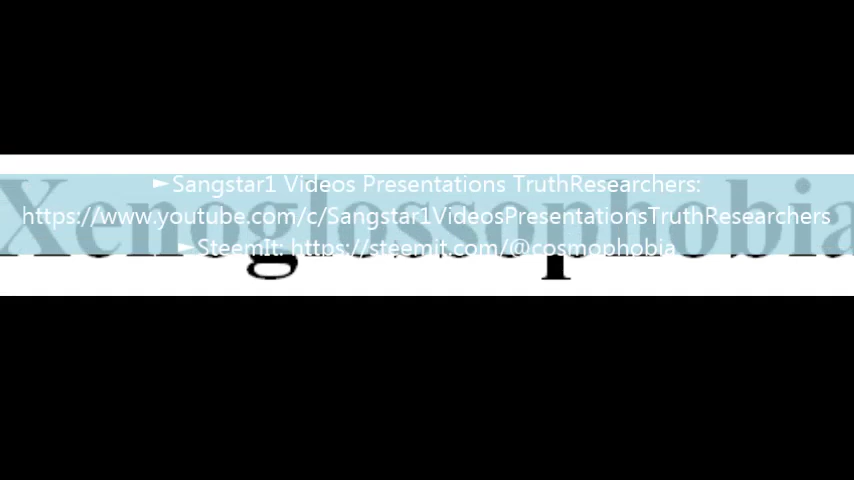 Xenoglossophobia
►Sangstar1 Videos Presentations TruthResearchers:
https://www.youtube.com/c/Sangstar1VideosPresentationsTruthResearchers
►SteemIt: https://steemit.com/@cosmophobia